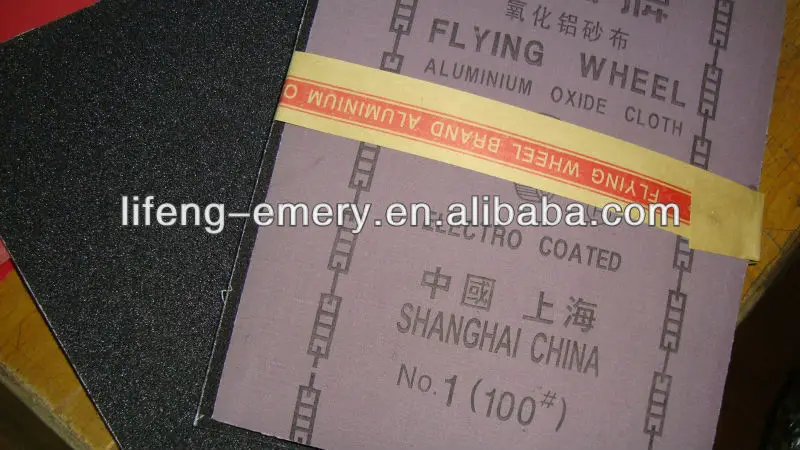 牌
氧化铝砂布
FLYING WHEEL
ALUMINIUM OXIDE CLOTH
FLYING WHEEL BRAND ALUMINIUM O
lifeng-emery.en.alibaba.com
ELECTRO COATED
中國 上海
SHANGHAI CHINA
No. 1 (100#)